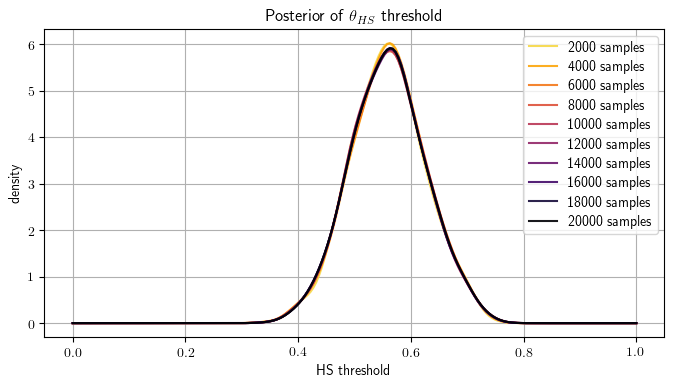 Posterior of θ_HS threshold
density
6
5
4
3
2
1
0
0.0 0.2 0.4 0.6 0.8 1.0
HS threshold
2000 samples
4000 samples
6000 samples
8000 samples
10000 samples
12000 samples
14000 samples
16000 samples
18000 samples
20000 samples